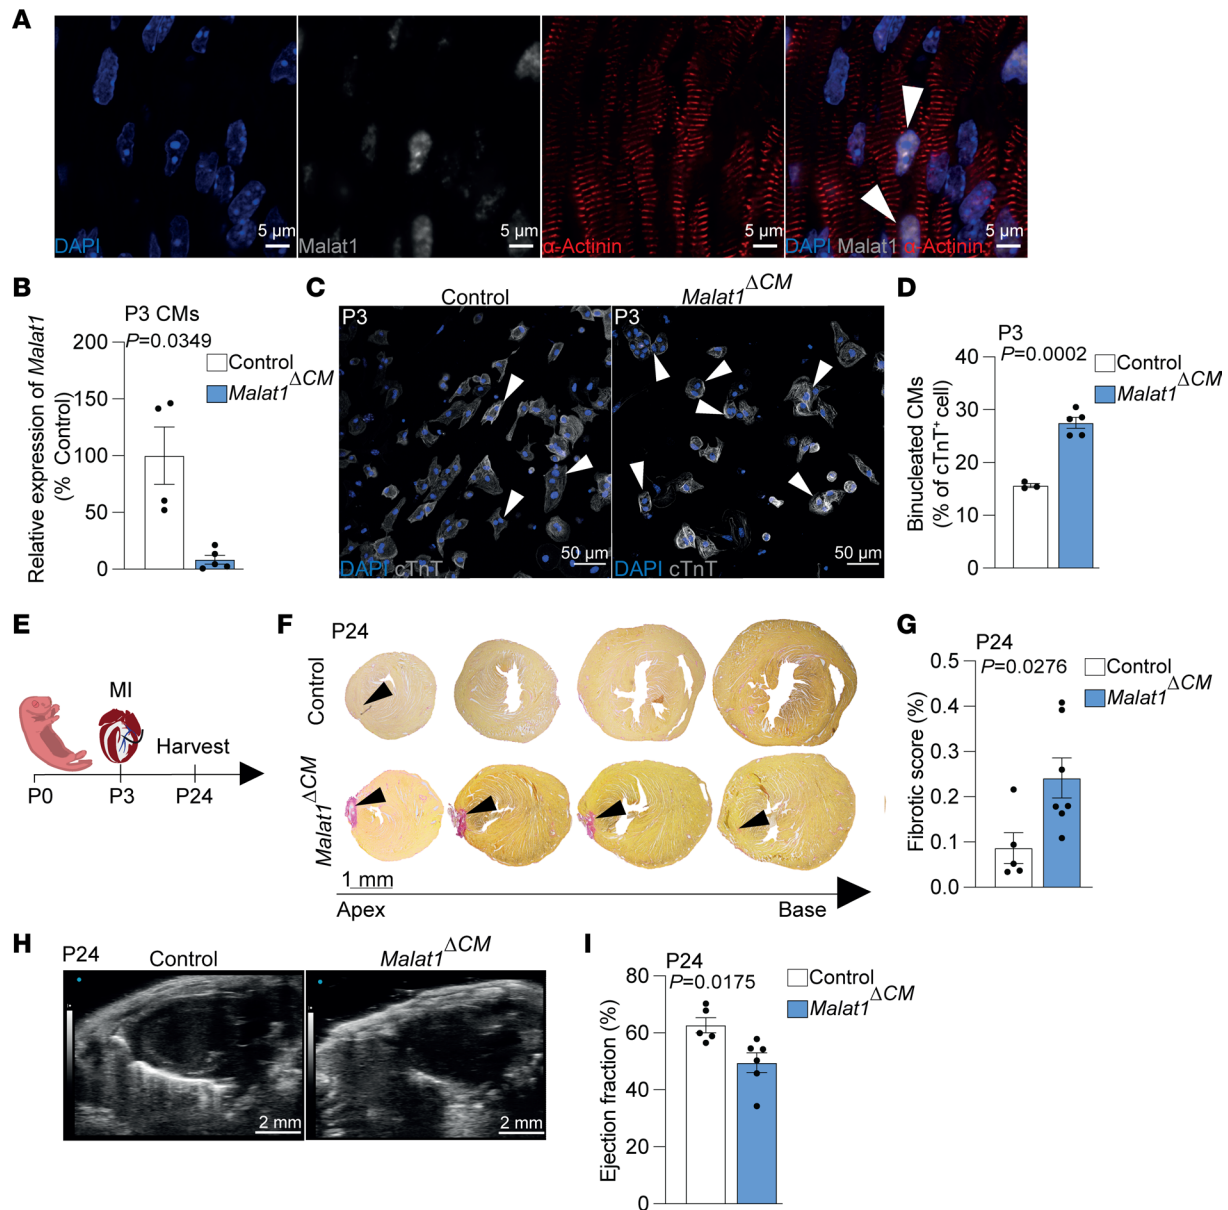 A
DAPI
5 µm
Malat1
5 µm
α-Actinin
5 µm
DAPI Malat1 α-Actinin
5 µm
B
P3 CMs
P=0.0349
Relative expression of Malat1
(% Control)
200
150
100
50
0
Control
Malat1ΔCM
C
Control
Malat1ΔCM
P3
P3
DAPI cTnT
50 µm
DAPI cTnT
50 µm
D
P3
P=0.0002
Binucleated CMs
(% of cTnT+ cell)
40
30
20
10
0
Control
Malat1ΔCM
E
MI
Harvest
P0
P3
P24
F
P24
Control
Malat1ΔCM
1 mm
Apex
Base
G
P24
P=0.0276
Fibrotic score (%)
0.5
0.4
0.3
0.2
0.1
0.0
Control
Malat1ΔCM
H
P24
Control
Malat1ΔCM
2 mm
2 mm
I
P24
P=0.0175
Ejection fraction (%)
80
60
40
20
0
Control
Malat1ΔCM